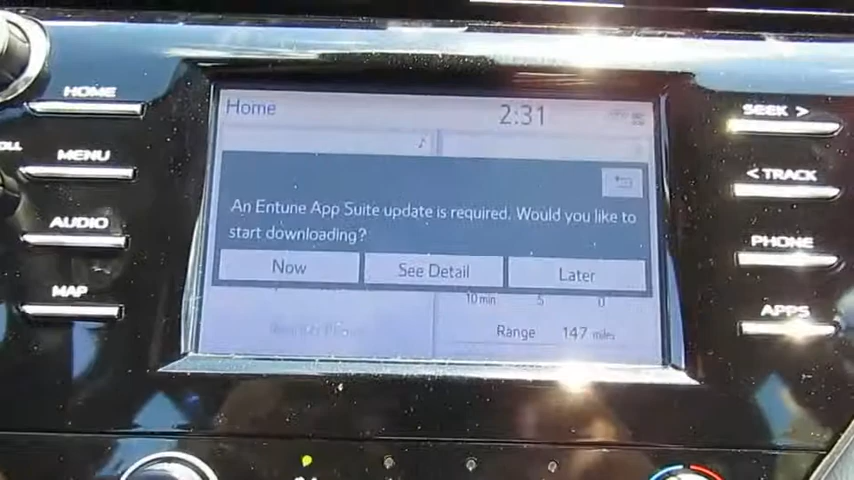 Home
2:31
HOME
MENU
AUDIO
MAP
SEEK >
< TRACK
PHONE
APPS
An Entune App Suite update is required. Would you like to
start downloading?
Now
See Detail
Later
10 min
5
0
Range
147 miles